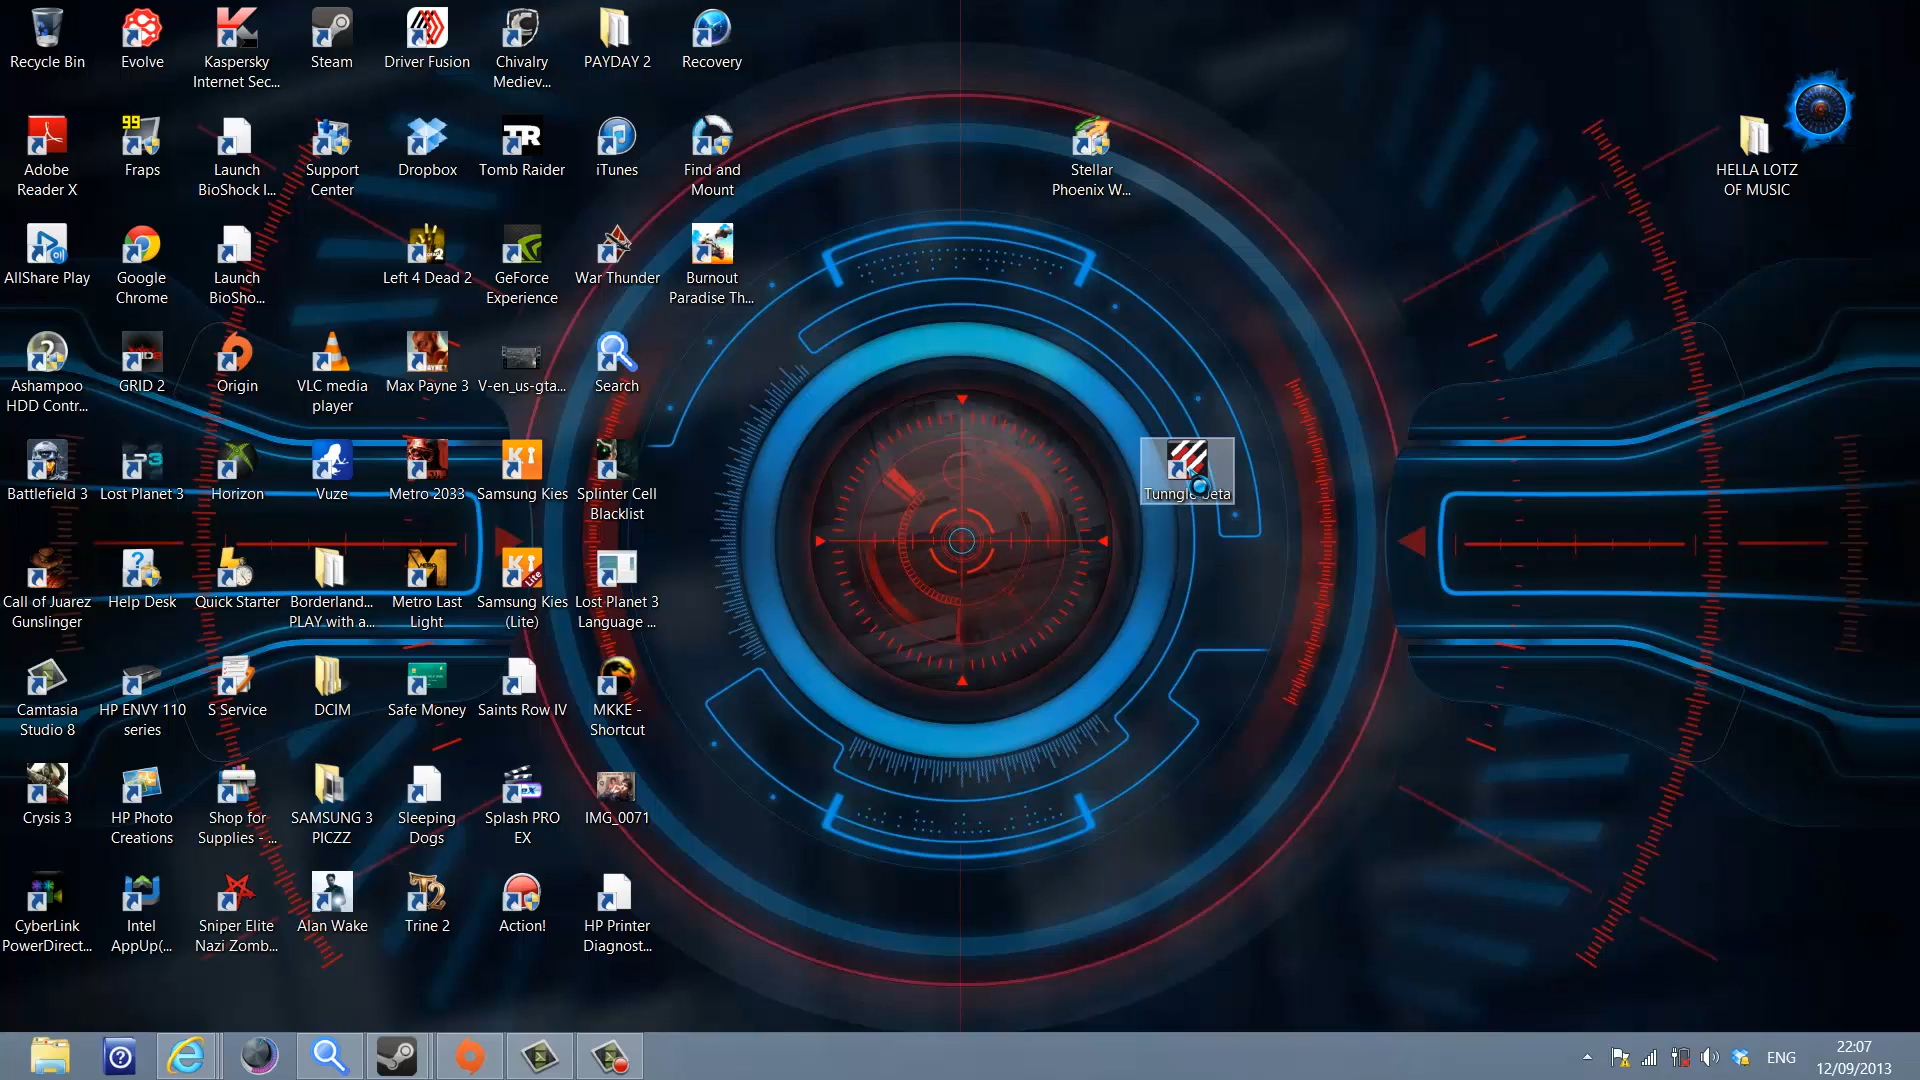 Recycle Bin
Evolve
Kaspersky
Internet Sec...
Steam
Driver Fusion
Chivalry
Mediev...
PAYDAY 2
Recovery
Adobe
Reader X
99
Fraps
Launch
BioShock I...
Support
Center
Dropbox
TR
Tomb Raider
iTunes
Find and
Mount
Stellar
Phoenix W...
HELLA LOTZ
OF MUSIC
AllShare Play
Google
Chrome
Launch
BioSho...
Left 4 Dead 2
GeForce
Experience
War Thunder
Burnout
Paradise Th...
Ashampoo
HDD Contr...
GRID 2
Origin
VLC media
player
Max Payne 3
V-en_us-gta...
Search
Battlefield 3
LP3
Lost Planet 3
Horizon
Vuze
Metro 2033
Ki
Samsung Kies
Splinter Cell
Blacklist
Tunngle beta
Call of Juarez
Gunslinger
Help Desk
Quick Starter
Borderland...
PLAY with a...
Metro Last
Light
Ki
Lite
Samsung Kies
(Lite)
Lost Planet 3
Language ...
Camtasia
Studio 8
HP ENVY 110
series
S Service
DCIM
Safe Money
Saints Row IV
MKKE -
Shortcut
Crysis 3
HP Photo
Creations
Shop for
Supplies - ...
SAMSUNG 3
PICZZ
Sleeping
Dogs
Splash PRO
EX
IMG_0071
CyberLink
PowerDirect...
Intel
AppUp(...
Sniper Elite
Nazi Zomb...
Alan Wake
Trine 2
Action!
HP Printer
Diagnost...
ENG
22:07
12/09/2013